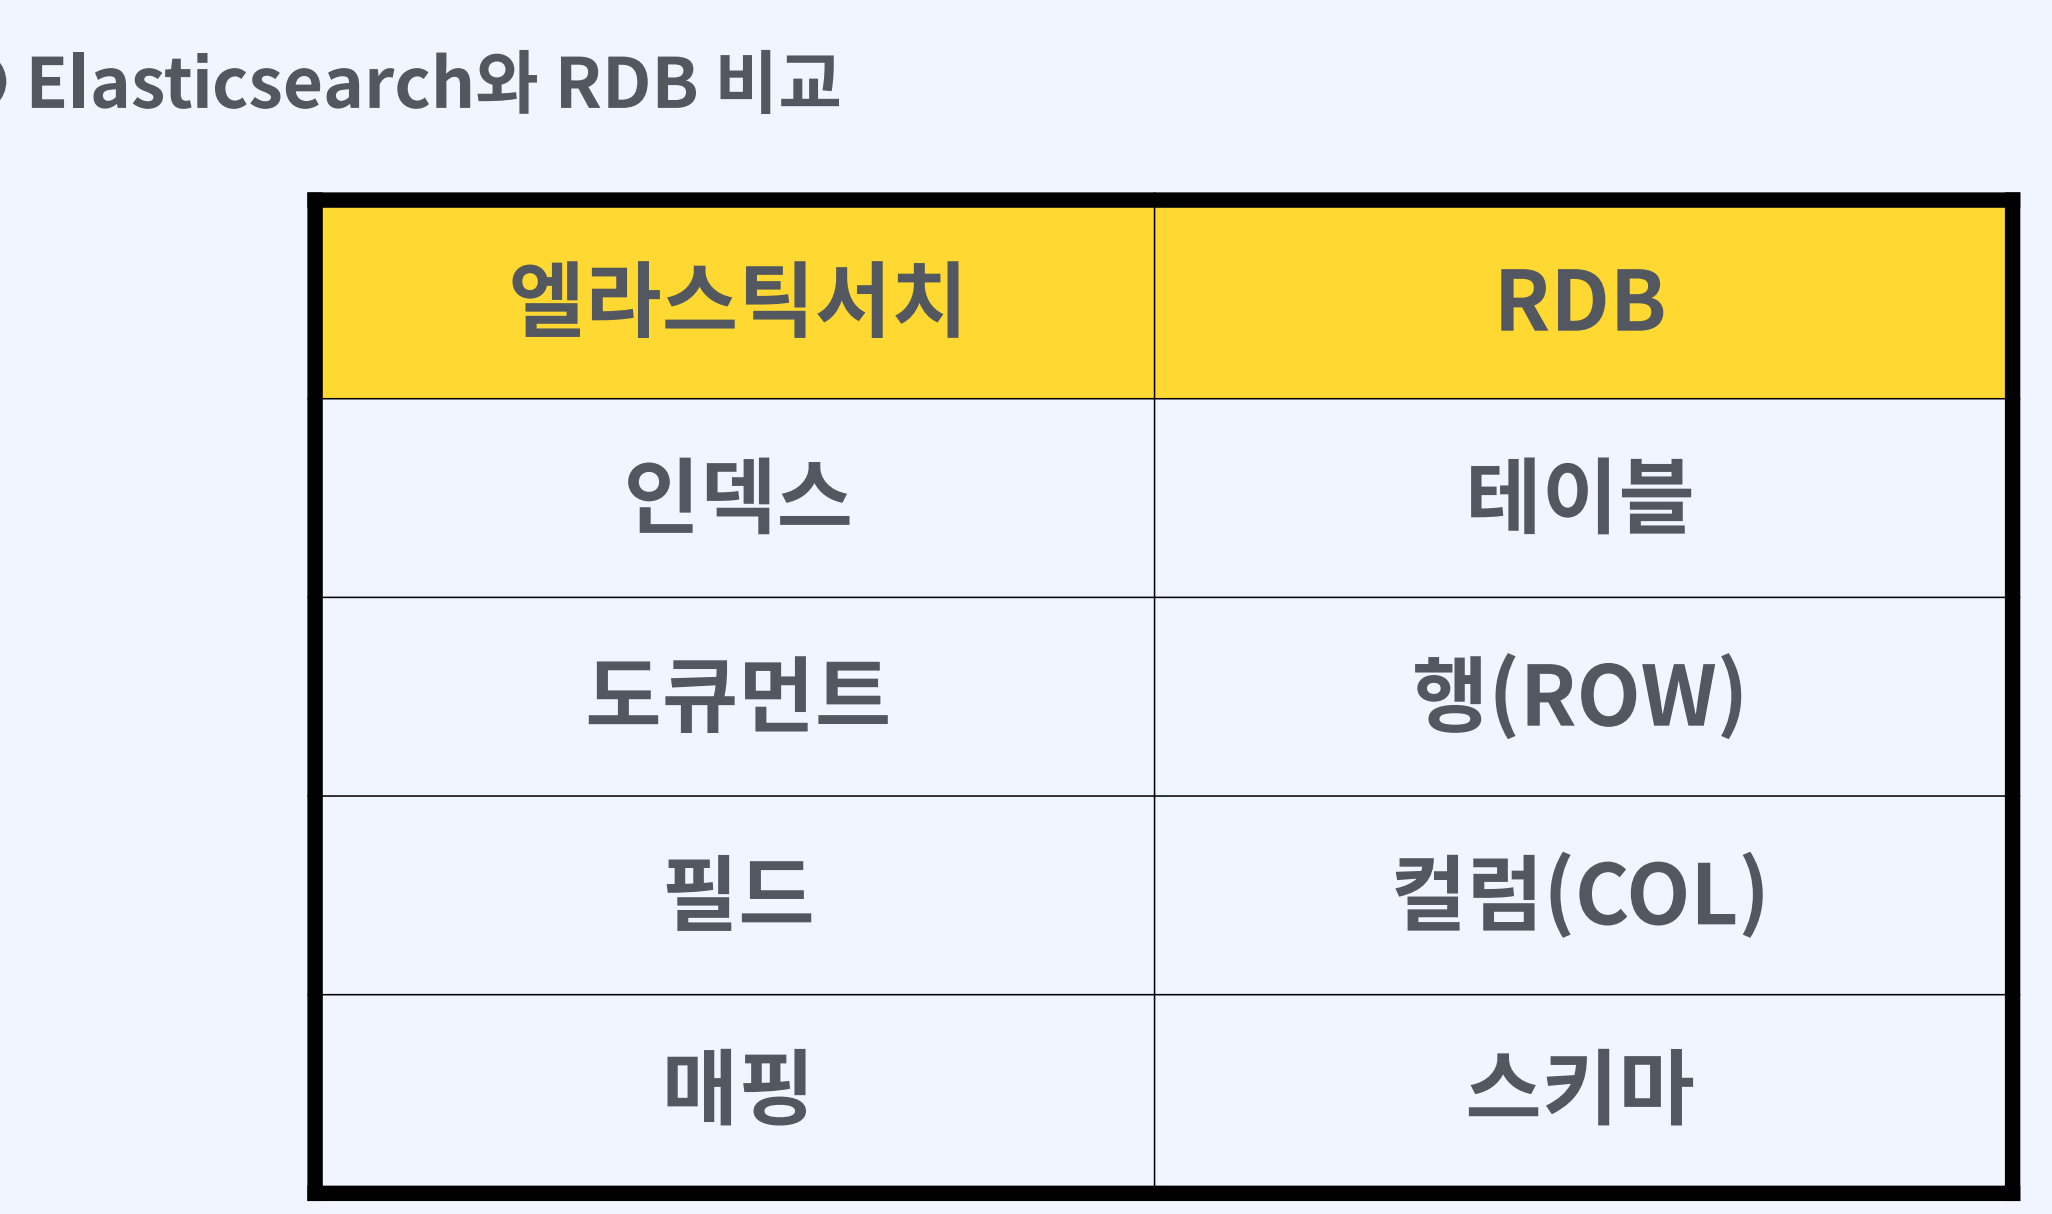 Elasticsearch와 RDB 비교
엘라스틱서치 RDB
인덱스 테이블
도큐먼트 행(ROW)
필드 컬럼(COL)
매핑 스키마